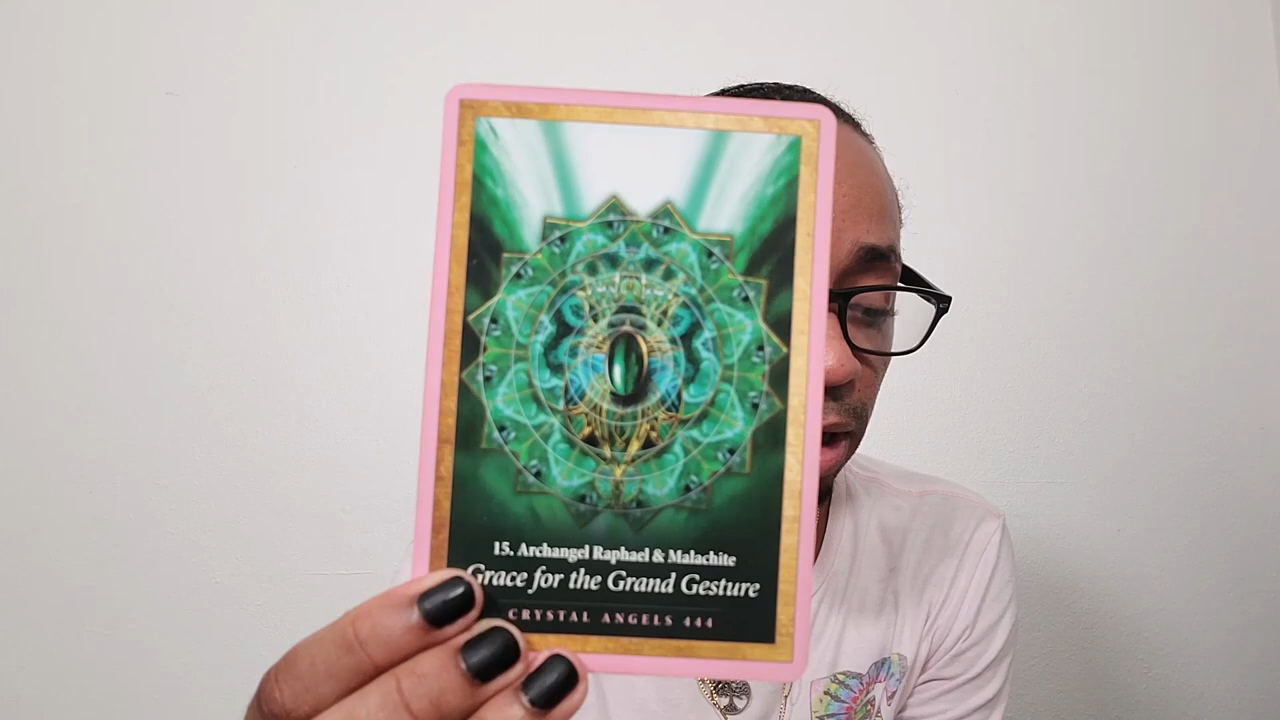 15. Archangel Raphael & Malachite
Grace for the Grand Gesture
CRYSTAL ANGELS 444